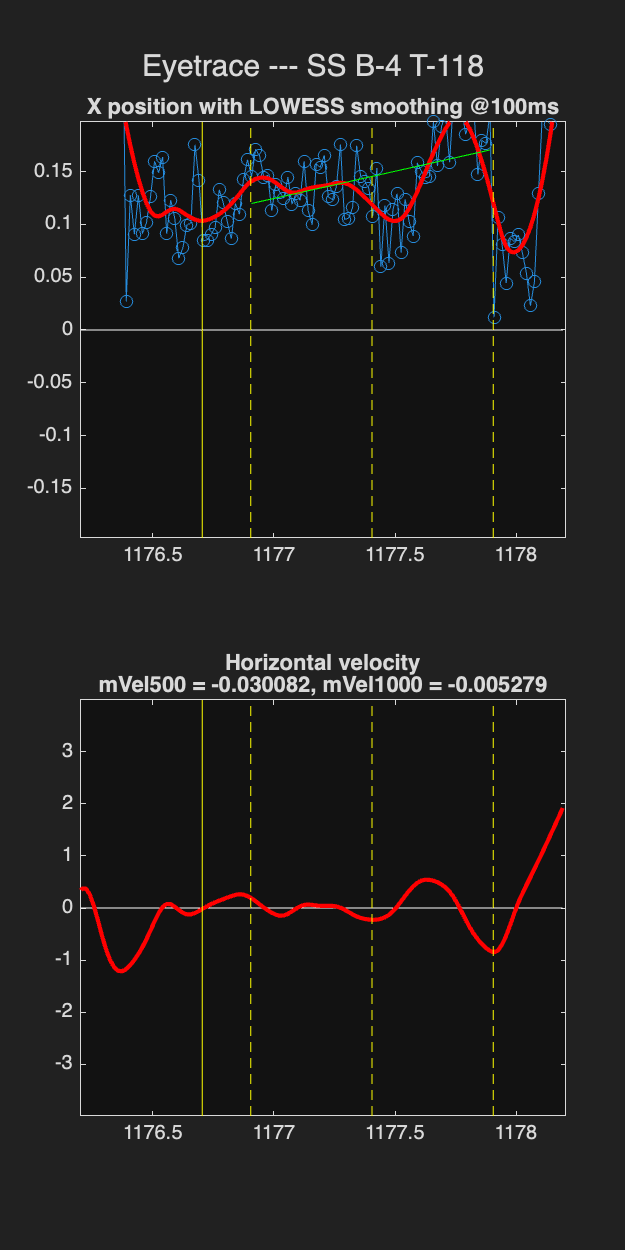 Eyetrace --- SS B-4 T-118
X position with LOWESS smoothing @100ms
0.15
0.1
0.05
0
-0.05
-0.1
-0.15
1176.5 1177 1177.5 1178
Horizontal velocity
mVel500 = -0.030082, mVel1000 = -0.005279
3
2
1
0
-1
-2
-3
1176.5 1177 1177.5 1178